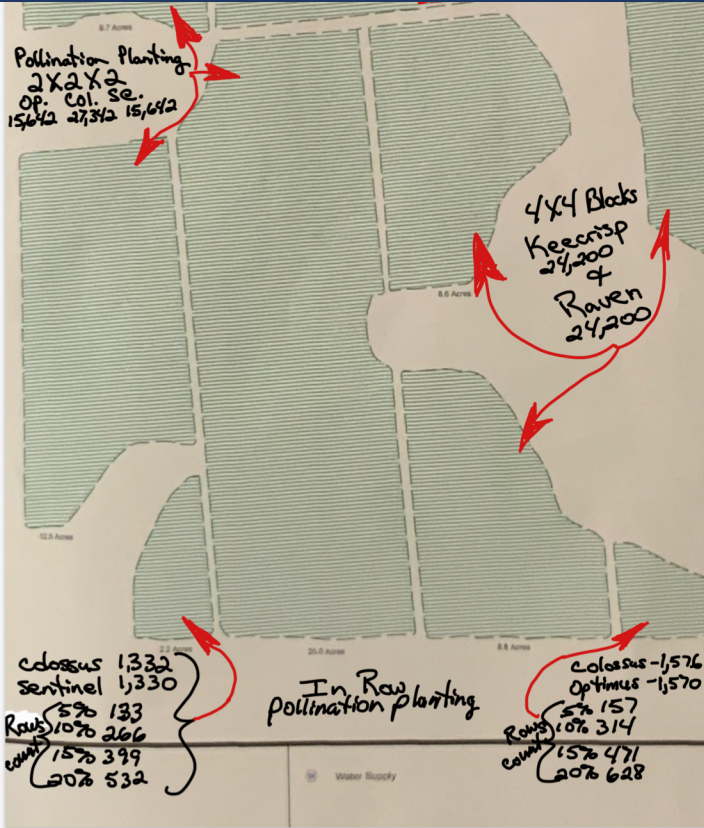 9.7 Acres
Pollination Planting
2X2X2
Op. Col. Se.
15,642 27,342 15,642
4X4 Blocks
Keecrisp
24,200
&
Raven
24,200
8.6 Acres
12.5 Acres
2.2 Acres
25.0 Acres
8.8 Acres
Colossus 1,332
Sentinel 1,330
Rows count
5% 133
10% 266
15% 399
20% 532
In Row
pollination planting
Colossus -1,576
Optimus -1,570
Rows count
5% 157
10% 314
15% 471
20% 628
W Water Supply